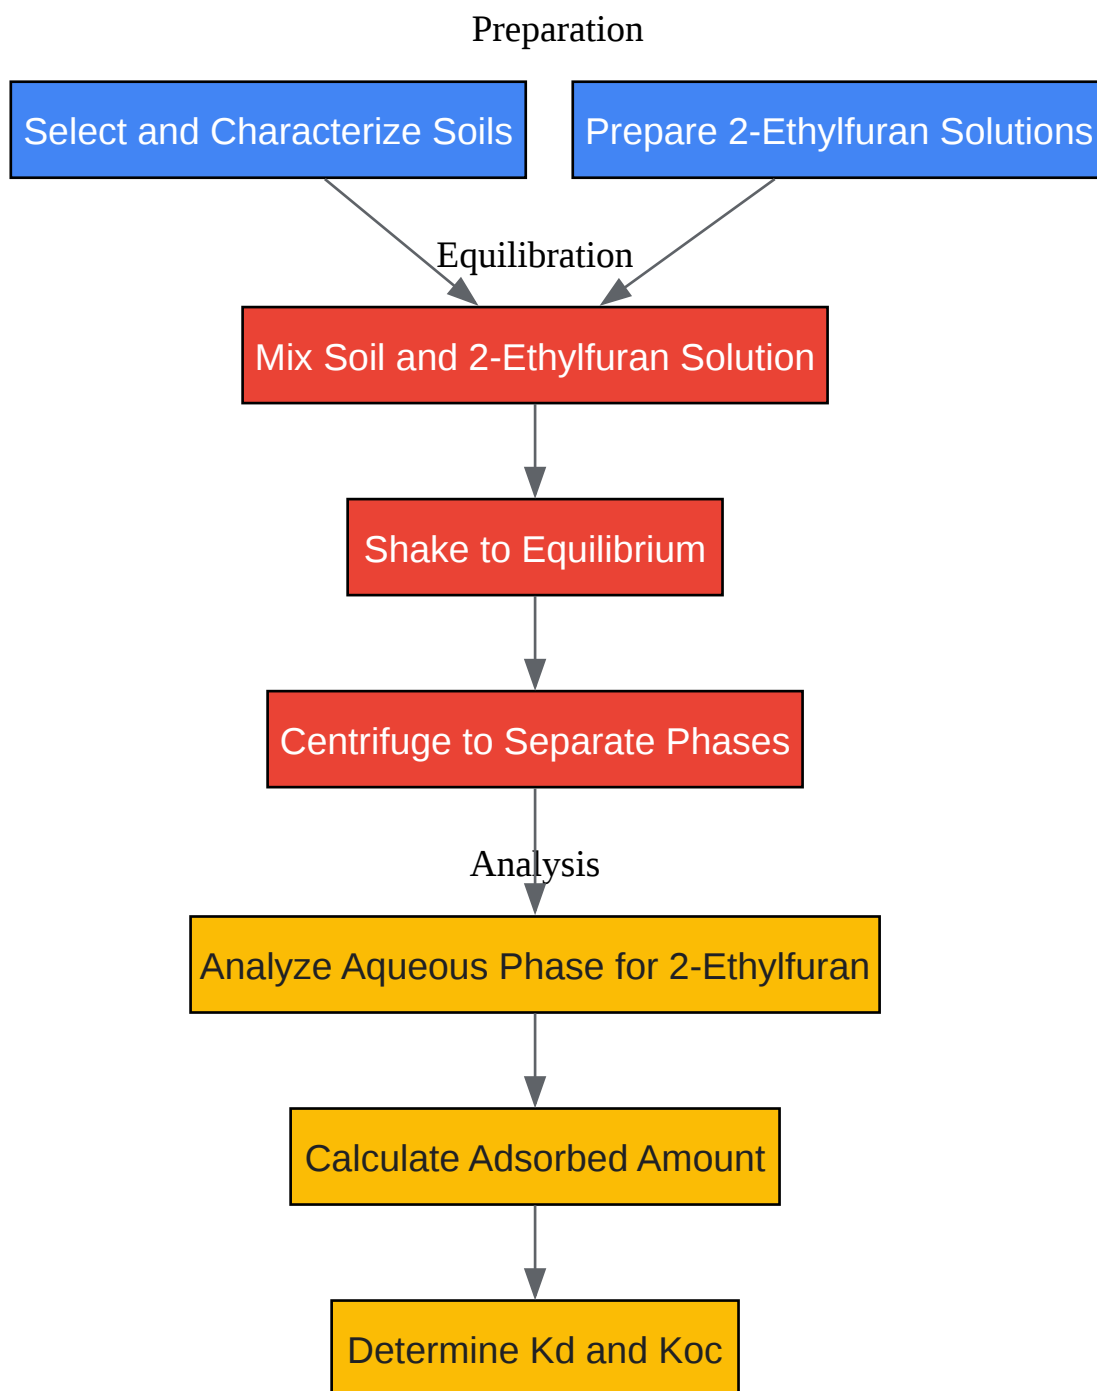 Preparation
Select and Characterize Soils
Prepare 2-Ethylfuran Solutions
Equilibration
Mix Soil and 2-Ethylfuran Solution
Shake to Equilibrium
Centrifuge to Separate Phases
Analysis
Analyze Aqueous Phase for 2-Ethylfuran
Calculate Adsorbed Amount
Determine Kd and Koc